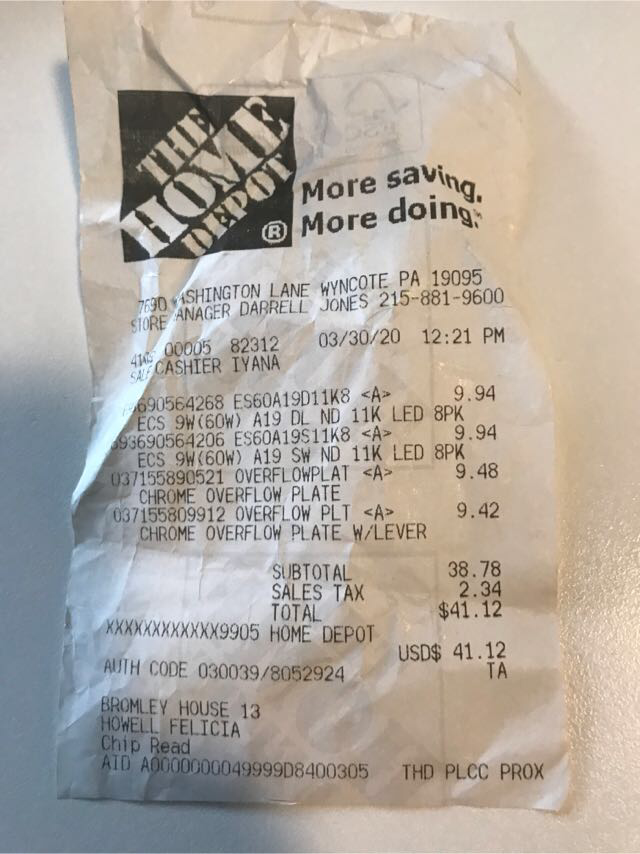 THE
HOME
DEPOT
®
More saving.
More doing.
WYNCOTE PA 19095
LANE
STORE MANAGER DARRELL JONES 215-881-9600
00005 82312 03/30/20 12:21 PM
CASHIER IYANA
690564268 ES60A19D11K8 <A> 9.94
ECS 9W(60W) A19 DL ND 11K LED 8PK
93690564206 ES60A19S11K8 <A> 9.94
ECS 9W(60W) A19 SW ND 11K LED 8PK
037155890521 OVERFLOWPLAT <A> 9.48
CHROME OVERFLOW PLATE
037155809912 OVERFLOW PLT <A> 9.42
CHROME OVERFLOW PLATE W/LEVER
SUBTOTAL 38.78
SALES TAX 2.34
TOTAL $41.12
XXXXXXXXXXXX9905 HOME DEPOT
USD$ 41.12
AUTH CODE 030039/8052924 TA
BROMLEY HOUSE 13
HOWELL FELICIA
Chip Read
AID A0000000049999D8400305 THD PLCC PROX